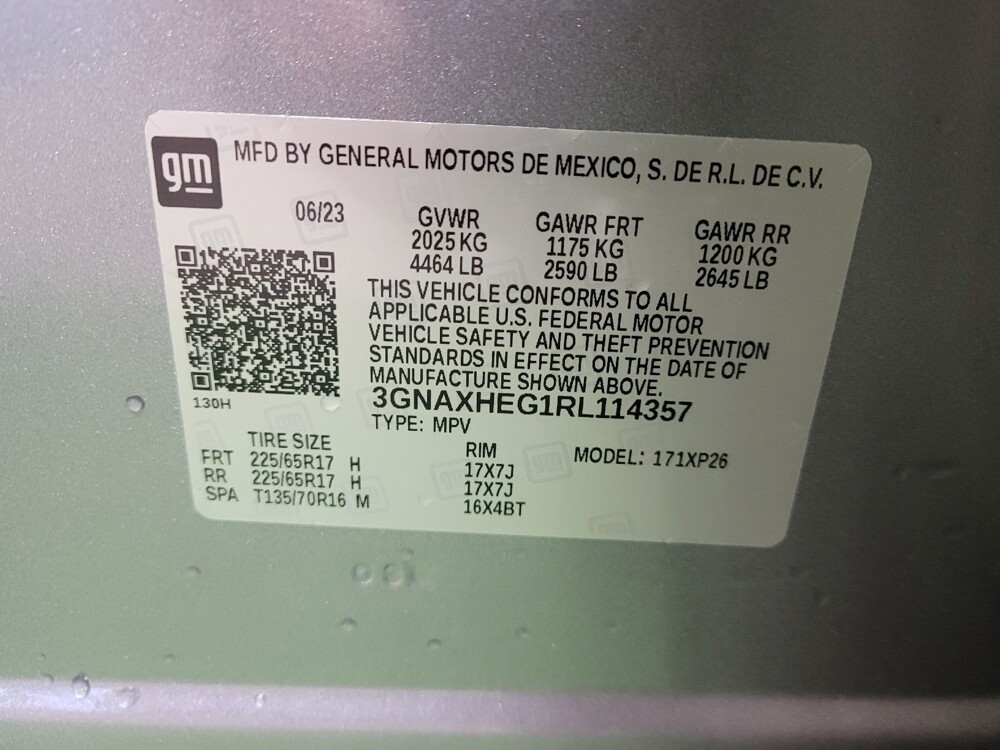 gm MFD BY GENERAL MOTORS DE MEXICO, S. DE R.L. DE C.V.
06/23 GVWR GAWR FRT GAWR RR
2025 KG 1175 KG 1200 KG
4464 LB 2590 LB 2645 LB
THIS VEHICLE CONFORMS TO ALL
APPLICABLE U.S. FEDERAL MOTOR
VEHICLE SAFETY AND THEFT PREVENTION
STANDARDS IN EFFECT ON THE DATE OF
MANUFACTURE SHOWN ABOVE.
130H 3GNAXHEG1RL114357
TYPE: MPV
TIRE SIZE RIM MODEL: 171XP26
FRT 225/65R17 H 17X7J
RR 225/65R17 H 17X7J
SPA T135/70R16 M 16X4BT